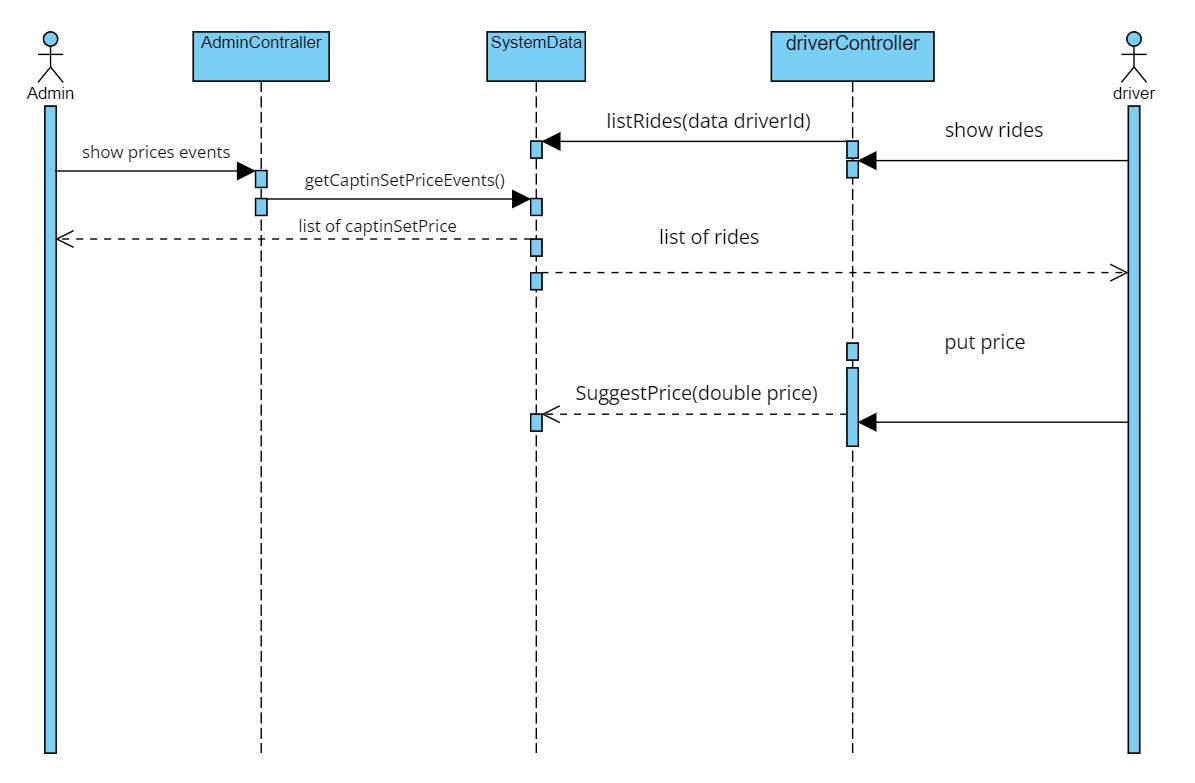 AdminContraller
SystemData
driverController
Admin
driver
listRides(data driverId)
show rides
show prices events
getCaptinSetPriceEvents()
list of captinSetPrice
list of rides
put price
SuggestPrice(double price)